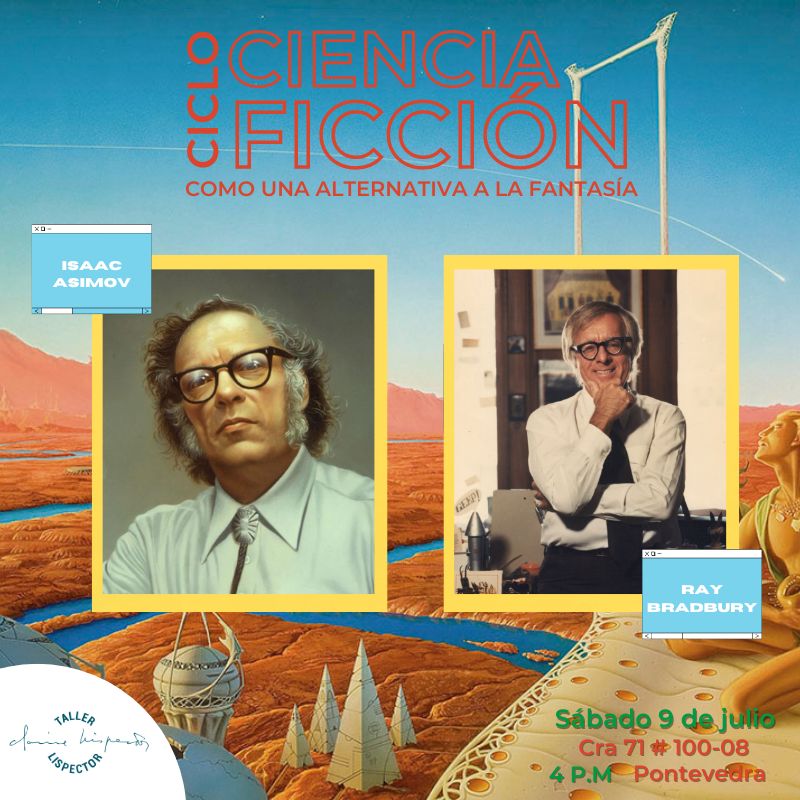 CICLO
CIENCIA
FICCIÓN
COMO UNA ALTERNATIVA A LA FANTASÍA
ISAAC
ASIMOV
RAY
BRADBURY
Sábado 9 de julio
Cra 71 # 100-08
4 P.M Pontevedra
TALLER
LISPECTOR